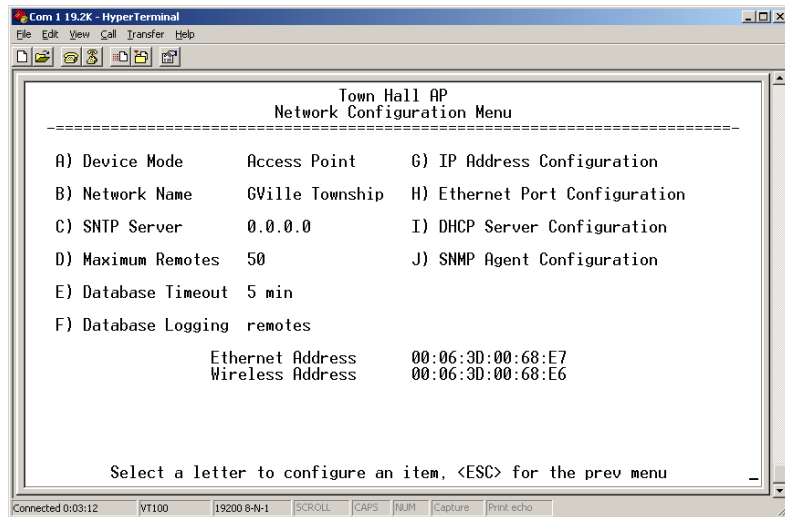 Com 1 19.2K - HyperTerminal
File Edit View Call Transfer Help
Town Hall AP
Network Configuration Menu
-==========================================================================-
A) Device Mode Access Point G) IP Address Configuration
B) Network Name GVille Township H) Ethernet Port Configuration
C) SNTP Server 0.0.0.0 I) DHCP Server Configuration
D) Maximum Remotes 50 J) SNMP Agent Configuration
E) Database Timeout 5 min
F) Database Logging remotes
Ethernet Address 00:06:3D:00:68:E7
Wireless Address 00:06:3D:00:68:E6
Select a letter to configure an item, <ESC> for the prev menu _
Connected 0:03:12 VT100 19200 8-N-1 SCROLL CAPS NUM Capture Print echo